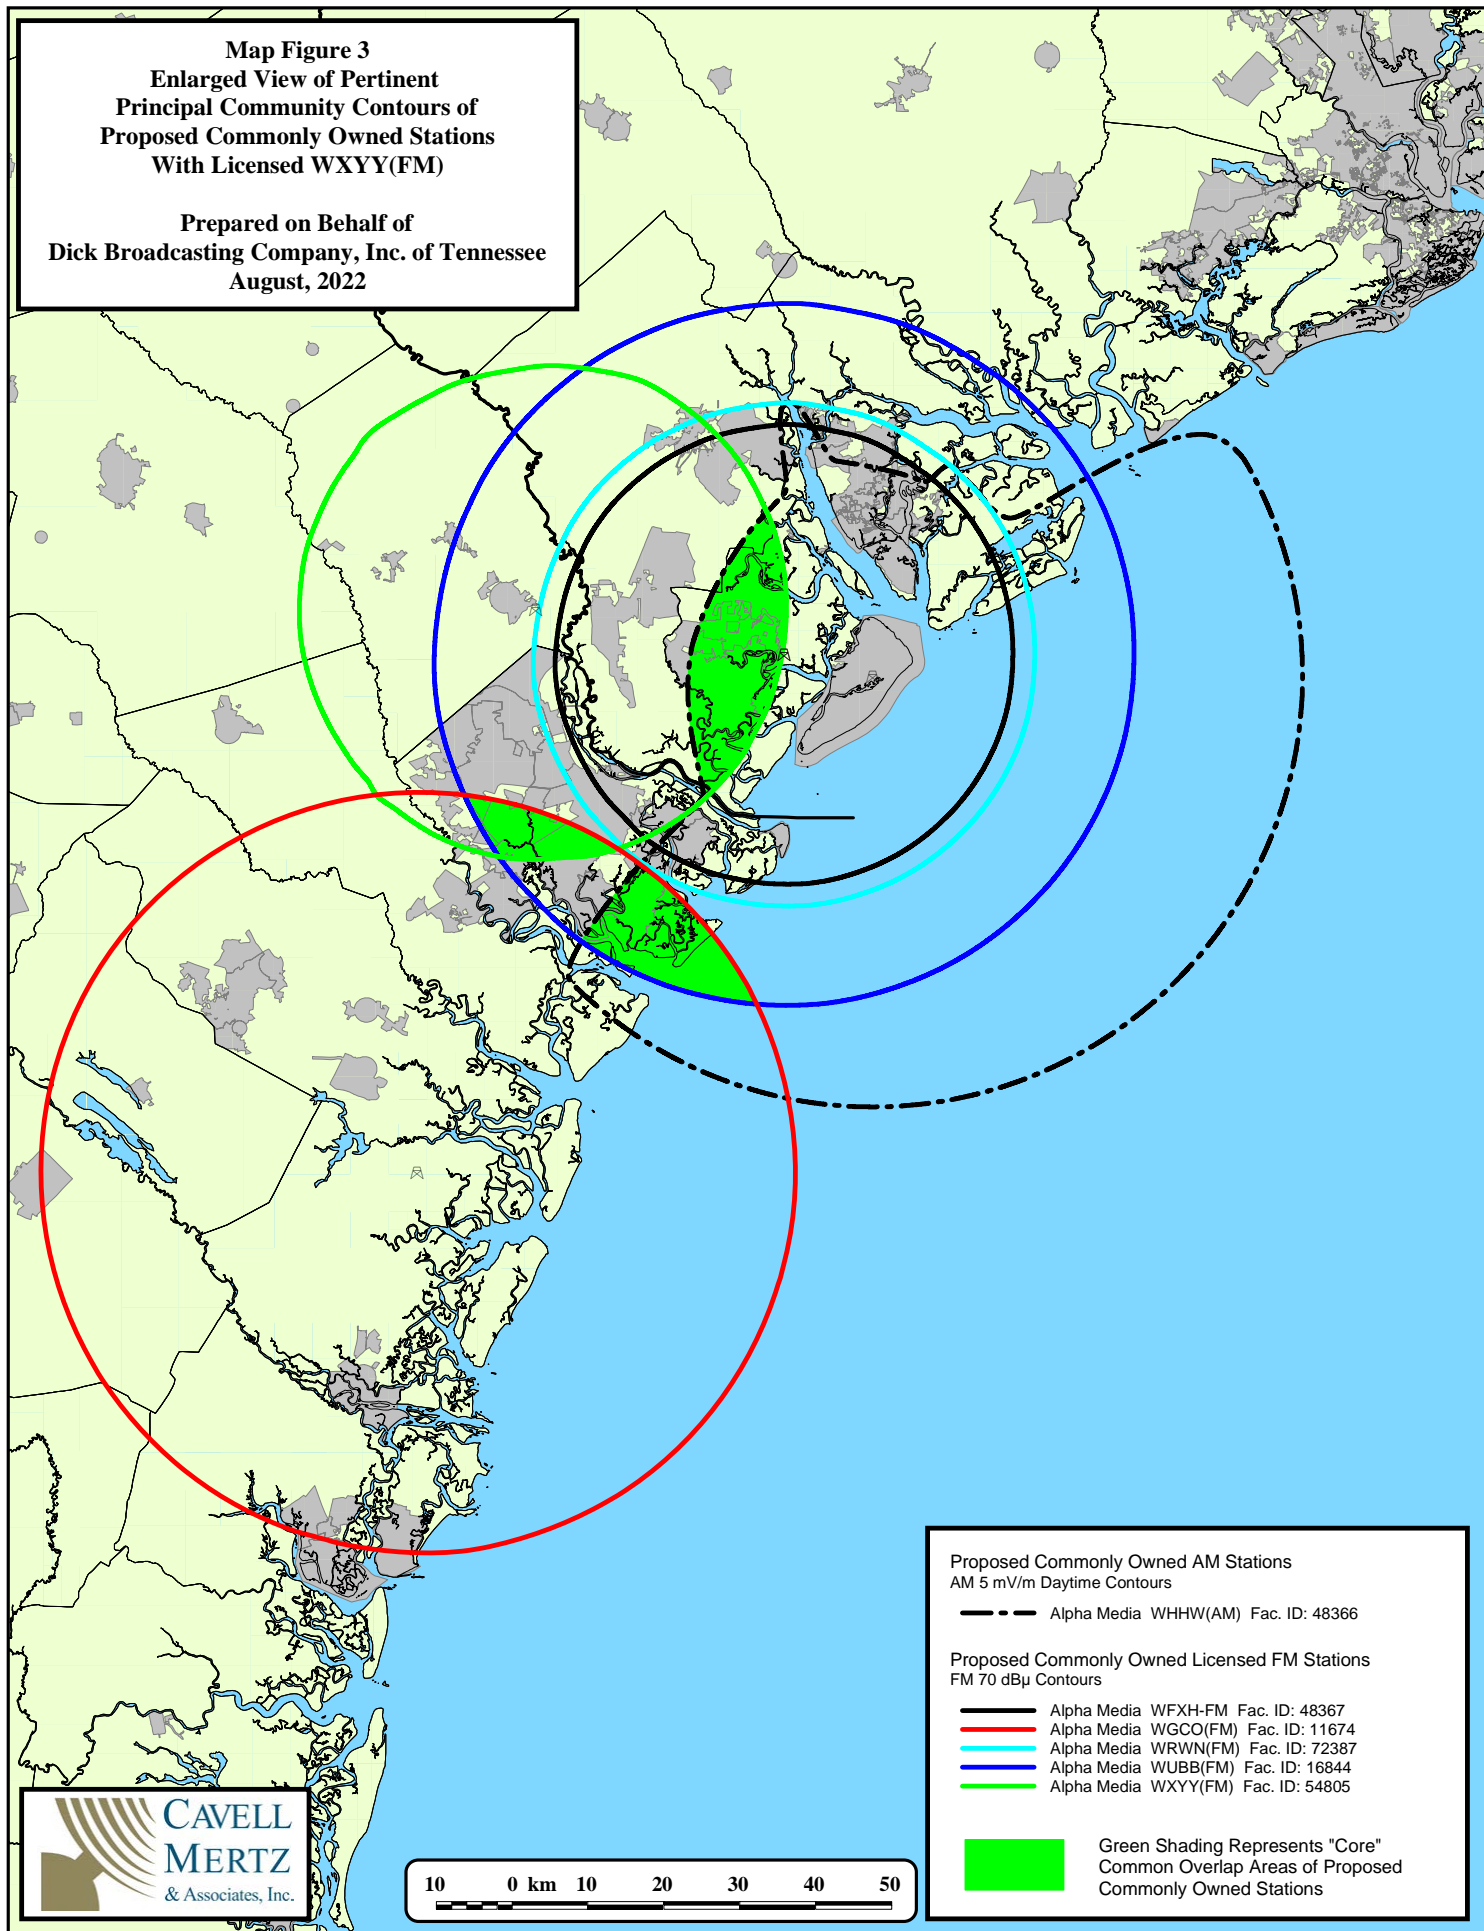 Map Figure 3
Enlarged View of Pertinent
Principal Community Contours of
Proposed Commonly Owned Stations
With Licensed WXYY(FM)
Prepared on Behalf of
Dick Broadcasting Company, Inc. of Tennessee
August, 2022
Proposed Commonly Owned AM Stations
AM 5 mV/m Daytime Contours
Alpha Media WHHW(AM) Fac. ID: 48366
Proposed Commonly Owned Licensed FM Stations
FM 70 dBµ Contours
Alpha Media WFXH-FM Fac. ID: 48367
Alpha Media WGCO(FM) Fac. ID: 11674
Alpha Media WRWN(FM) Fac. ID: 72387
Alpha Media WUBB(FM) Fac. ID: 16844
Alpha Media WXYY(FM) Fac. ID: 54805
Green Shading Represents "Core"
Common Overlap Areas of Proposed
Commonly Owned Stations
CAVELL
MERTZ
& Associates, Inc.
10 0 km 10 20 30 40 50